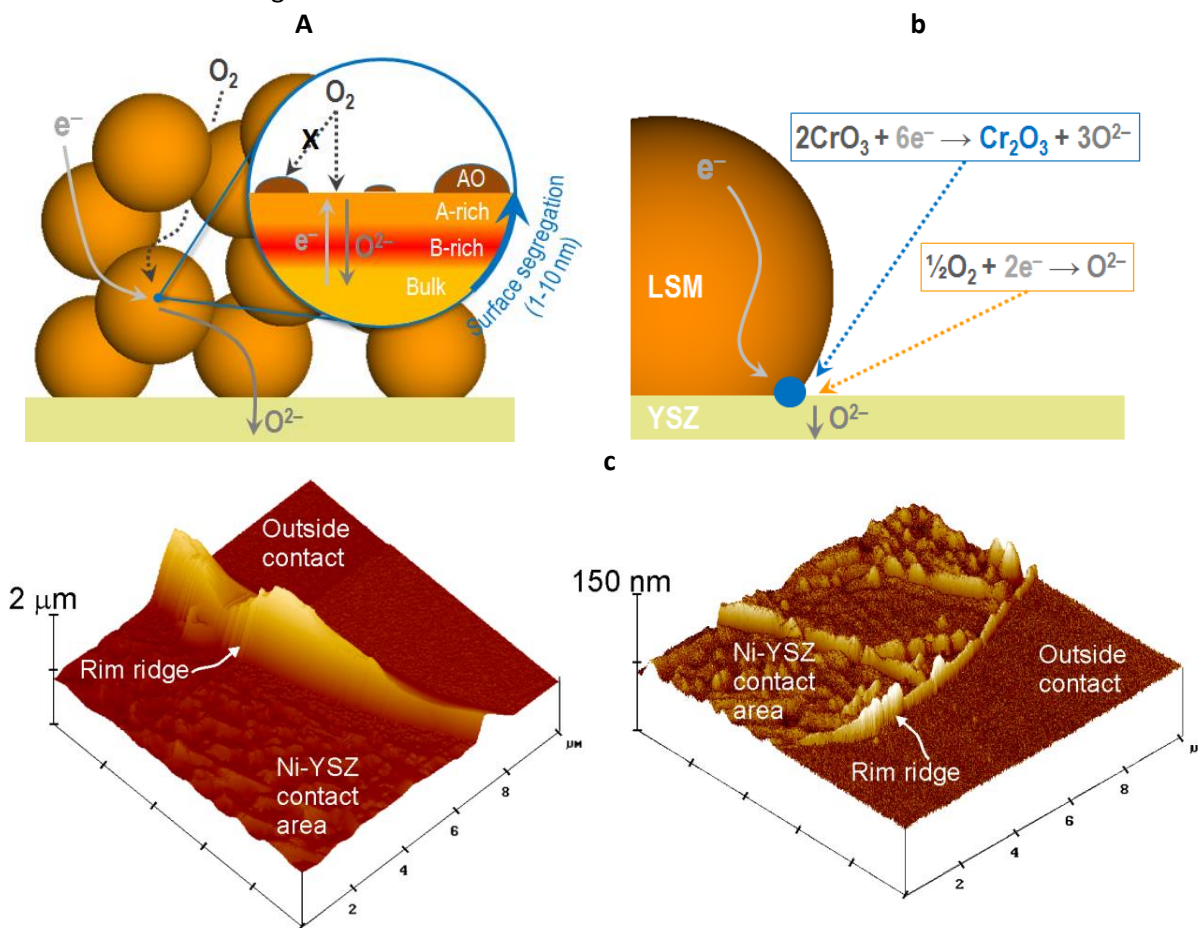 A
b
O₂
e⁻
O₂
X
AO
A-rich
e⁻
O²⁻
B-rich
Bulk
Surface segregation
(1-10 nm)
O²⁻
2CrO₃ + 6e⁻ → Cr₂O₃ + 3O²⁻
e⁻
½O₂ + 2e⁻ → O²⁻
LSM
YSZ
O²⁻
c
2 μm
Outside
contact
Rim ridge
Ni-YSZ
contact
area
2
4
6
8
μм
150 nm
Ni-YSZ
contact
area
Outside
contact
Rim ridge
2
4
6
8
μ